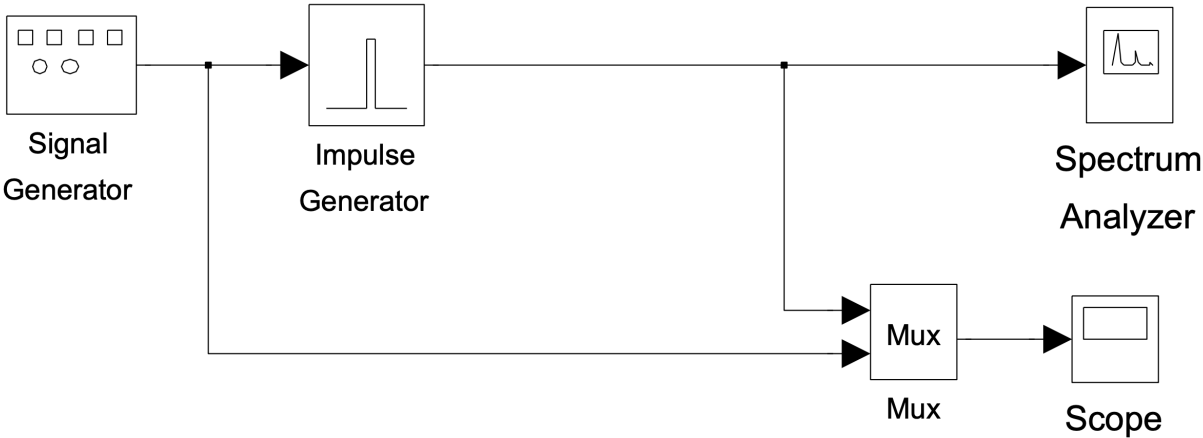 Signal
Generator
Impulse
Generator
Spectrum
Analyzer
Mux
Mux
Scope